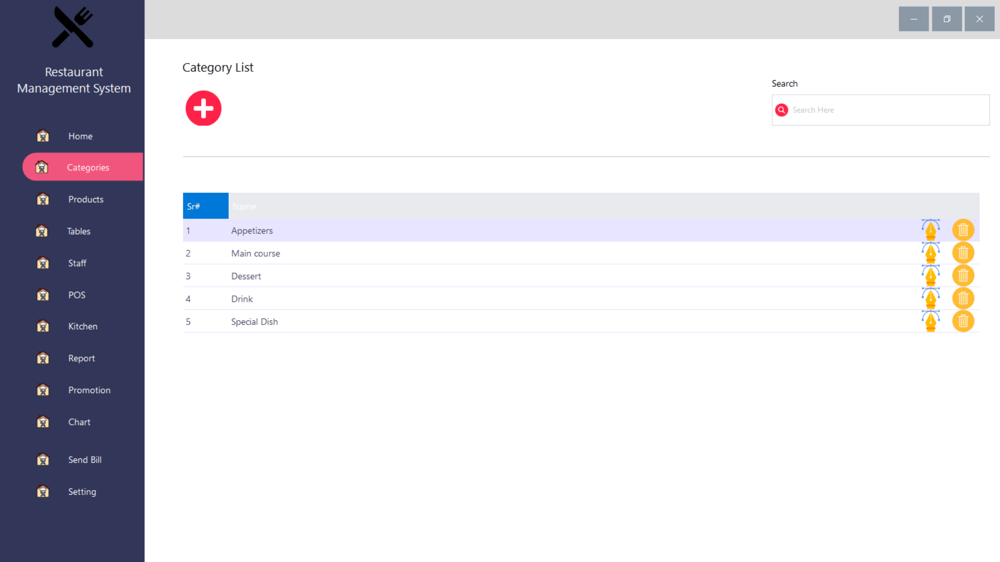 Restaurant
Management System
Home
Categories
Products
Tables
Staff
POS
Kitchen
Report
Promotion
Chart
Send Bill
Setting
Category List
Search
Search Here
Sr# Name
1 Appetizers
2 Main course
3 Dessert
4 Drink
5 Special Dish